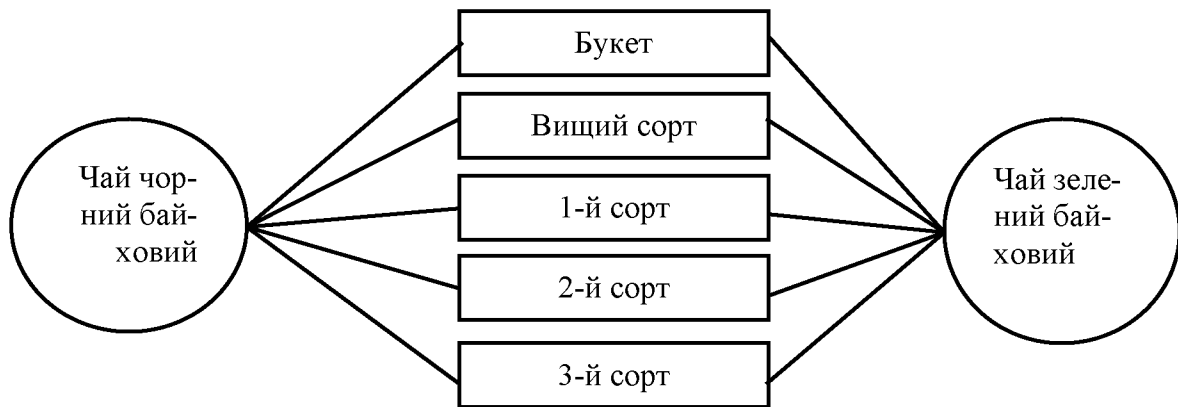 Букет
Вищий сорт
Чай чор-
ний бай-
ховий
1-й сорт
Чай зеле-
ний бай-
ховий
2-й сорт
3-й сорт